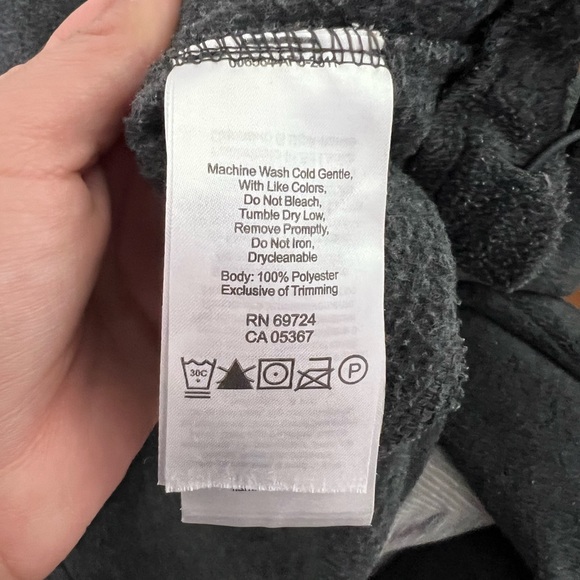 Machine Wash Cold Gentle,
With Like Colors,
Do Not Bleach,
Tumble Dry Low,
Remove Promptly,
Do Not Iron,
Drycleanable
Body: 100% Polyester
Exclusive of Trimming
RN 69724
CA 05367
30C P